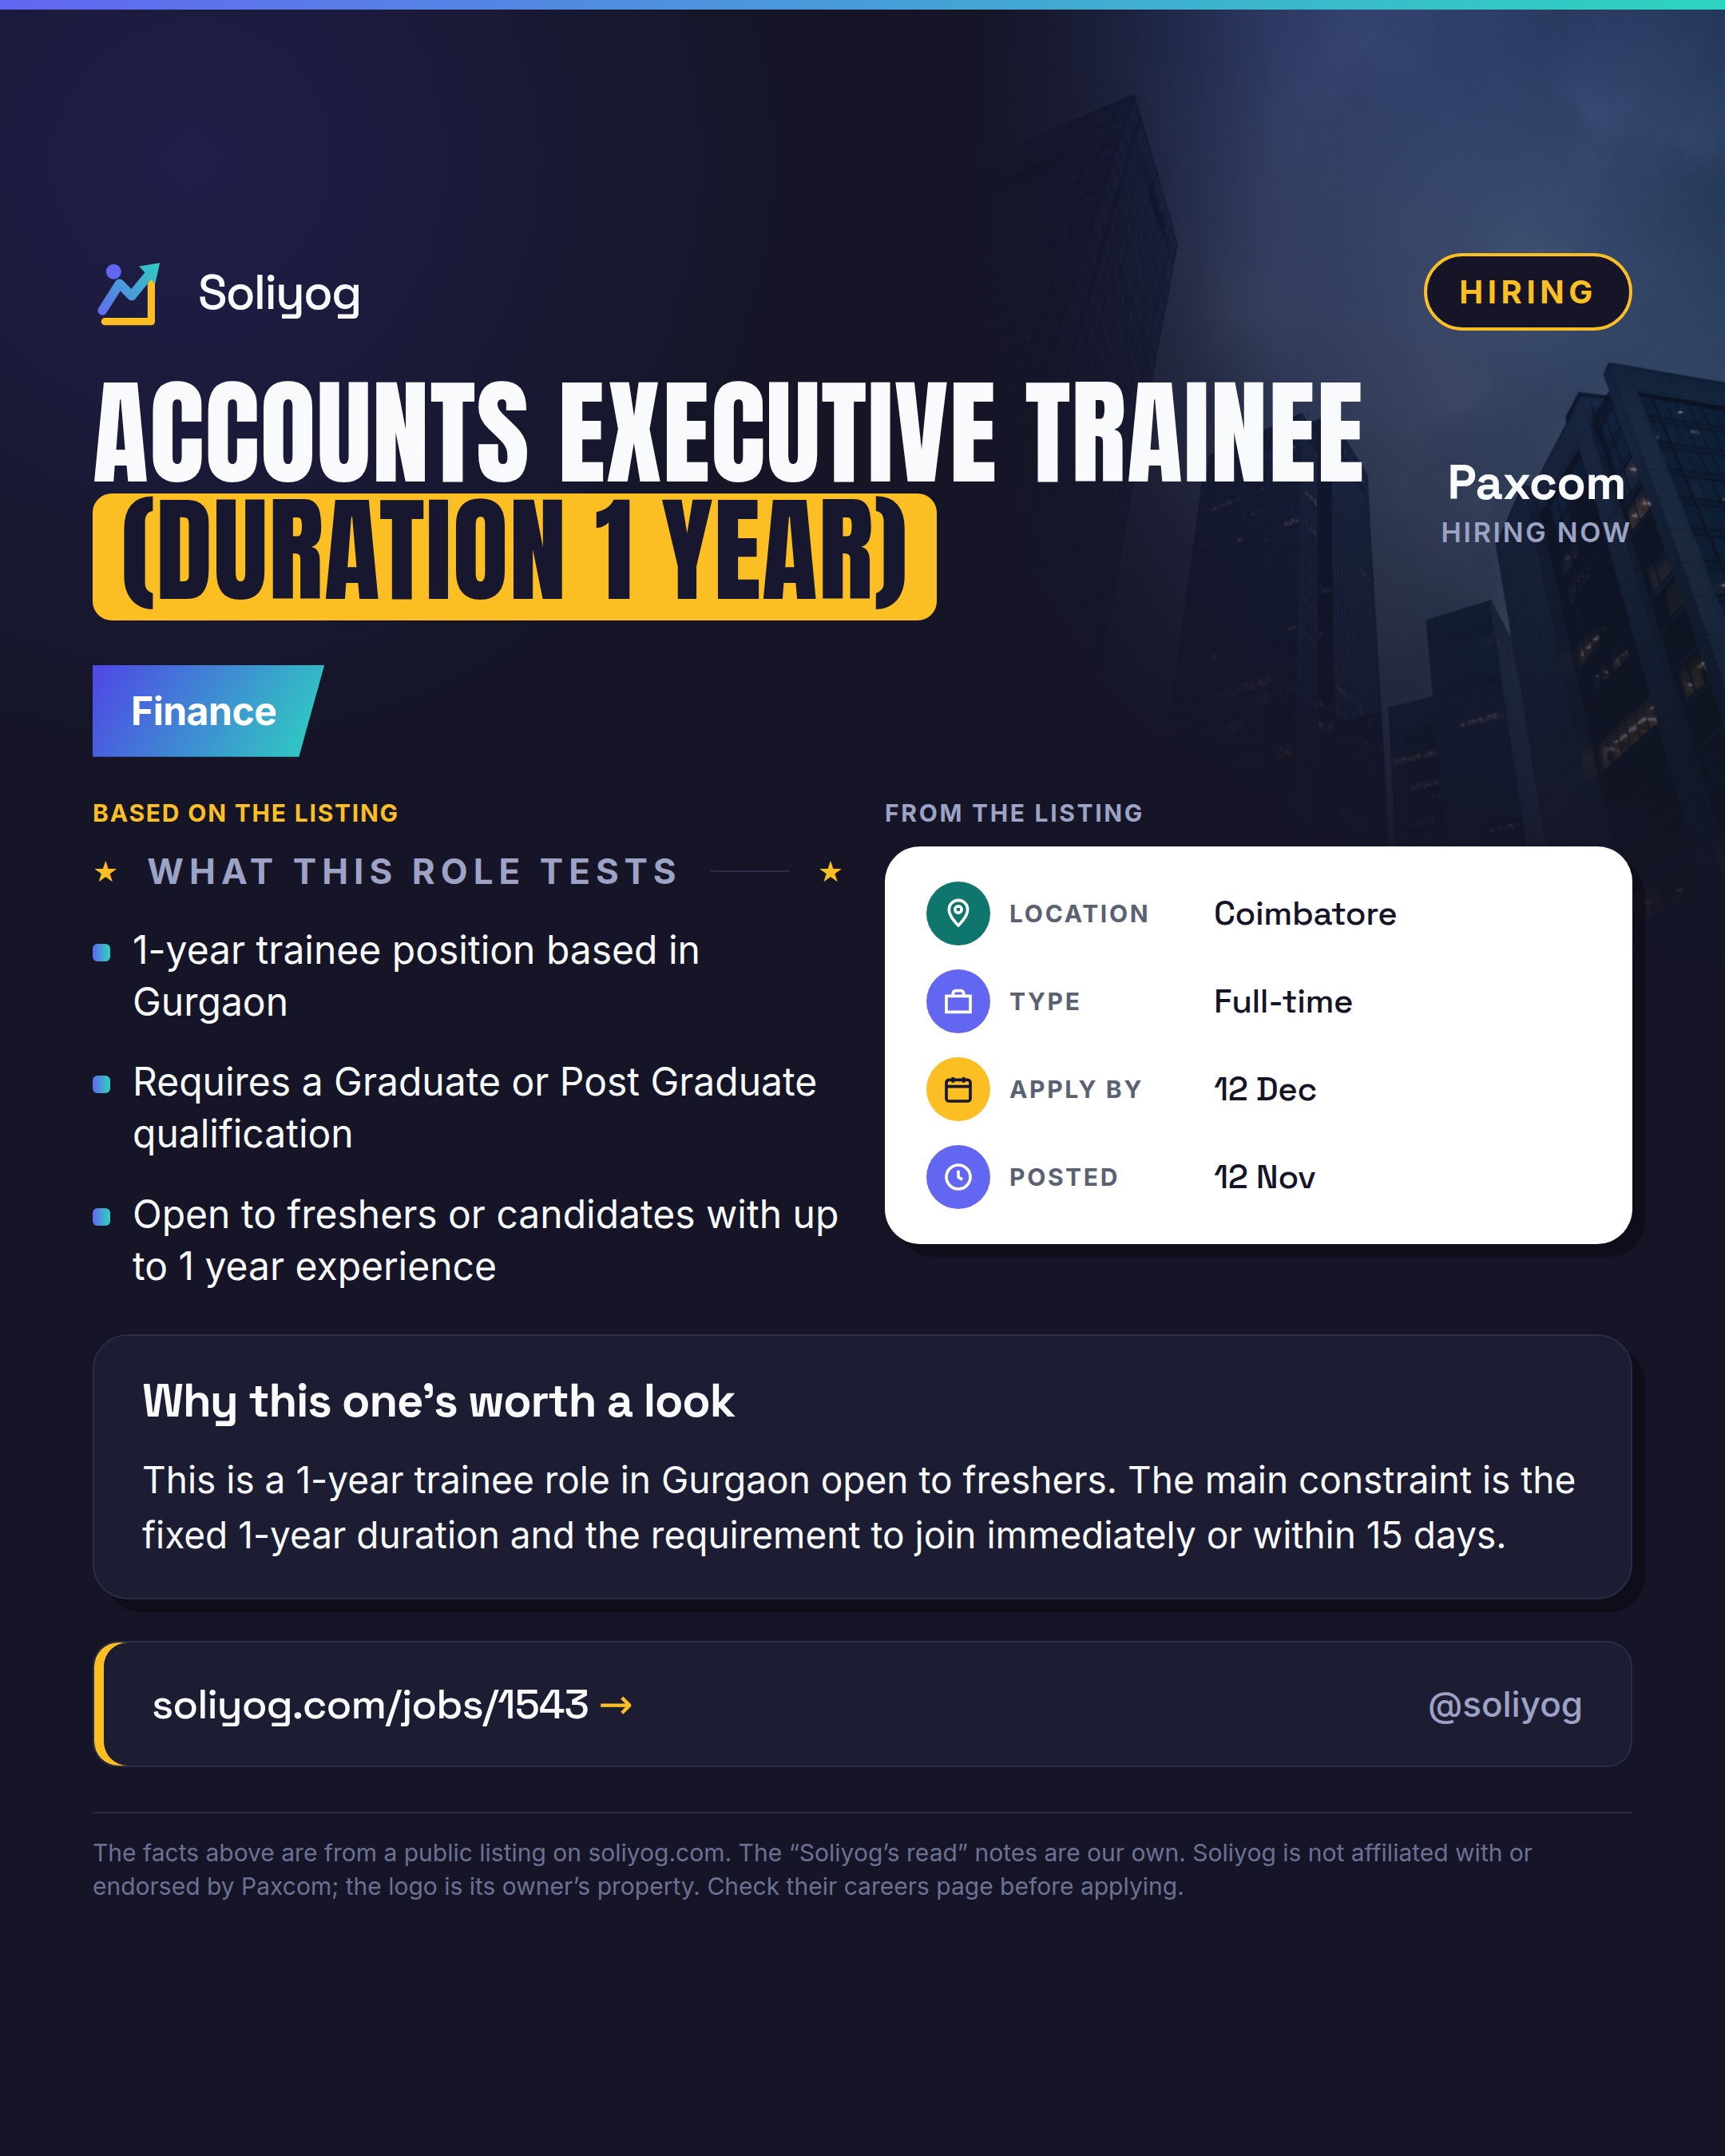 Soliyog
HIRING
ACCOUNTS EXECUTIVE TRAINEE
(DURATION 1 YEAR)
Paxcom
HIRING NOW
Finance
BASED ON THE LISTING
★ WHAT THIS ROLE TESTS ★
1-year trainee position based in
Gurgaon
Requires a Graduate or Post Graduate
qualification
Open to freshers or candidates with up
to 1 year experience
FROM THE LISTING
LOCATION Coimbatore
TYPE Full-time
APPLY BY 12 Dec
POSTED 12 Nov
Why this one’s worth a look
This is a 1-year trainee role in Gurgaon open to freshers. The main constraint is the
fixed 1-year duration and the requirement to join immediately or within 15 days.
soliyog.com/jobs/1543 →
@soliyog
The facts above are from a public listing on soliyog.com. The “Soliyog’s read” notes are our own. Soliyog is not affiliated with or
endorsed by Paxcom; the logo is its owner’s property. Check their careers page before applying.